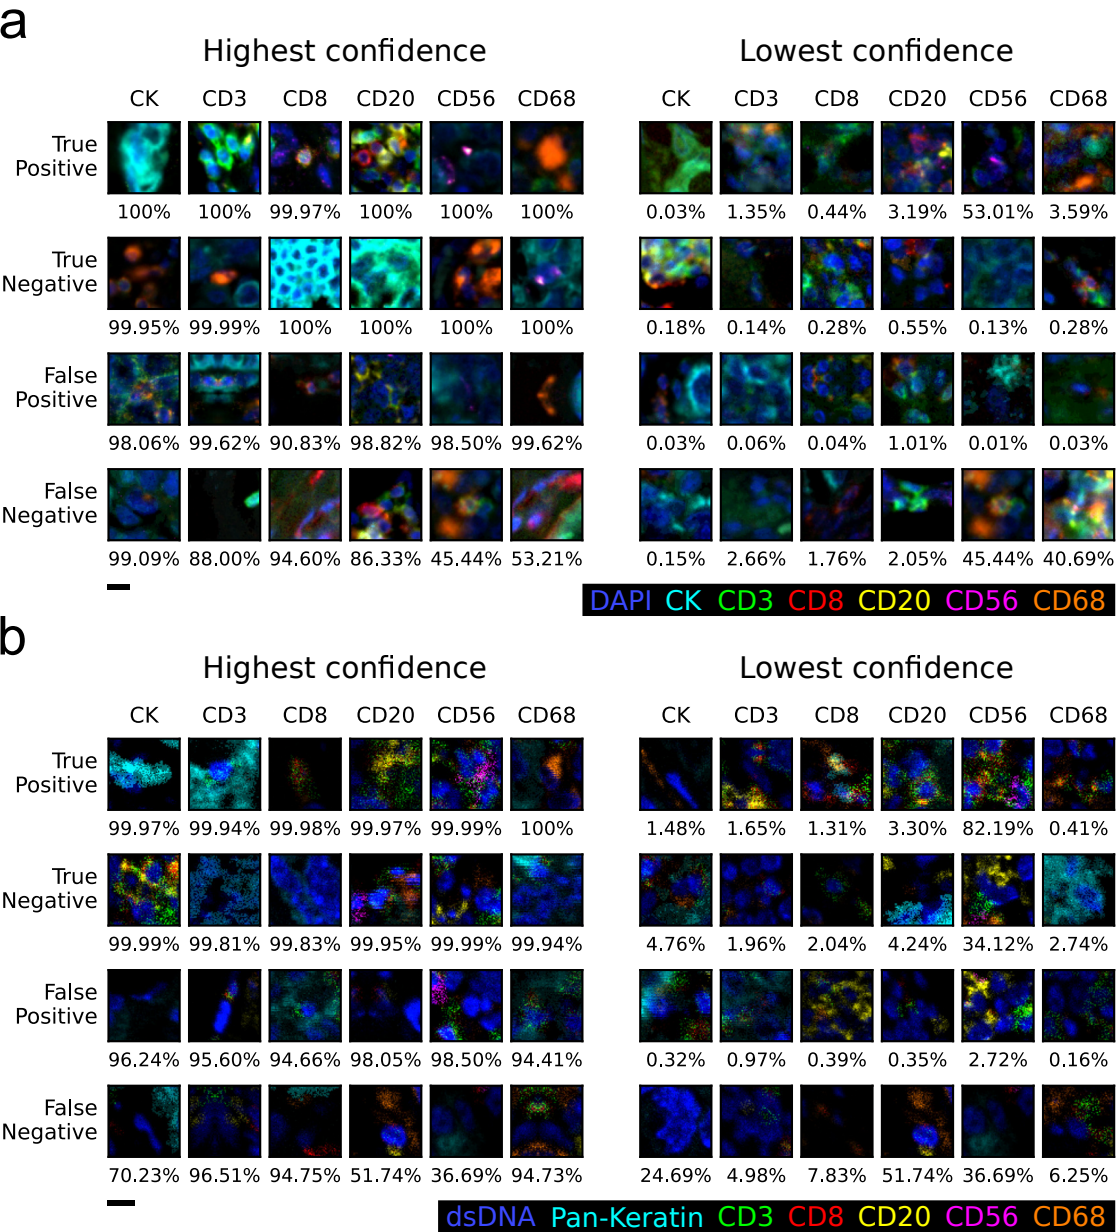 a
Highest confidence Lowest confidence
CK CD3 CD8 CD20 CD56 CD68 CK CD3 CD8 CD20 CD56 CD68
True
Positive
100% 100% 99.97% 100% 100% 100% 0.03% 1.35% 0.44% 3.19% 53.01% 3.59%
True
Negative
99.95% 99.99% 100% 100% 100% 100% 0.18% 0.14% 0.28% 0.55% 0.13% 0.28%
False
Positive
98.06% 99.62% 90.83% 98.82% 98.50% 99.62% 0.03% 0.06% 0.04% 1.01% 0.01% 0.03%
False
Negative
99.09% 88.00% 94.60% 86.33% 45.44% 53.21% 0.15% 2.66% 1.76% 2.05% 45.44% 40.69%
DAPI CK CD3 CD8 CD20 CD56 CD68
b
Highest confidence Lowest confidence
CK CD3 CD8 CD20 CD56 CD68 CK CD3 CD8 CD20 CD56 CD68
True
Positive
99.97% 99.94% 99.98% 99.97% 99.99% 100% 1.48% 1.65% 1.31% 3.30% 82.19% 0.41%
True
Negative
99.99% 99.81% 99.83% 99.95% 99.99% 99.94% 4.76% 1.96% 2.04% 4.24% 34.12% 2.74%
False
Positive
96.24% 95.60% 94.66% 98.05% 98.50% 94.41% 0.32% 0.97% 0.39% 0.35% 2.72% 0.16%
False
Negative
70.23% 96.51% 94.75% 51.74% 36.69% 94.73% 24.69% 4.98% 7.83% 51.74% 36.69% 6.25%
dsDNA Pan-Keratin CD3 CD8 CD20 CD56 CD68